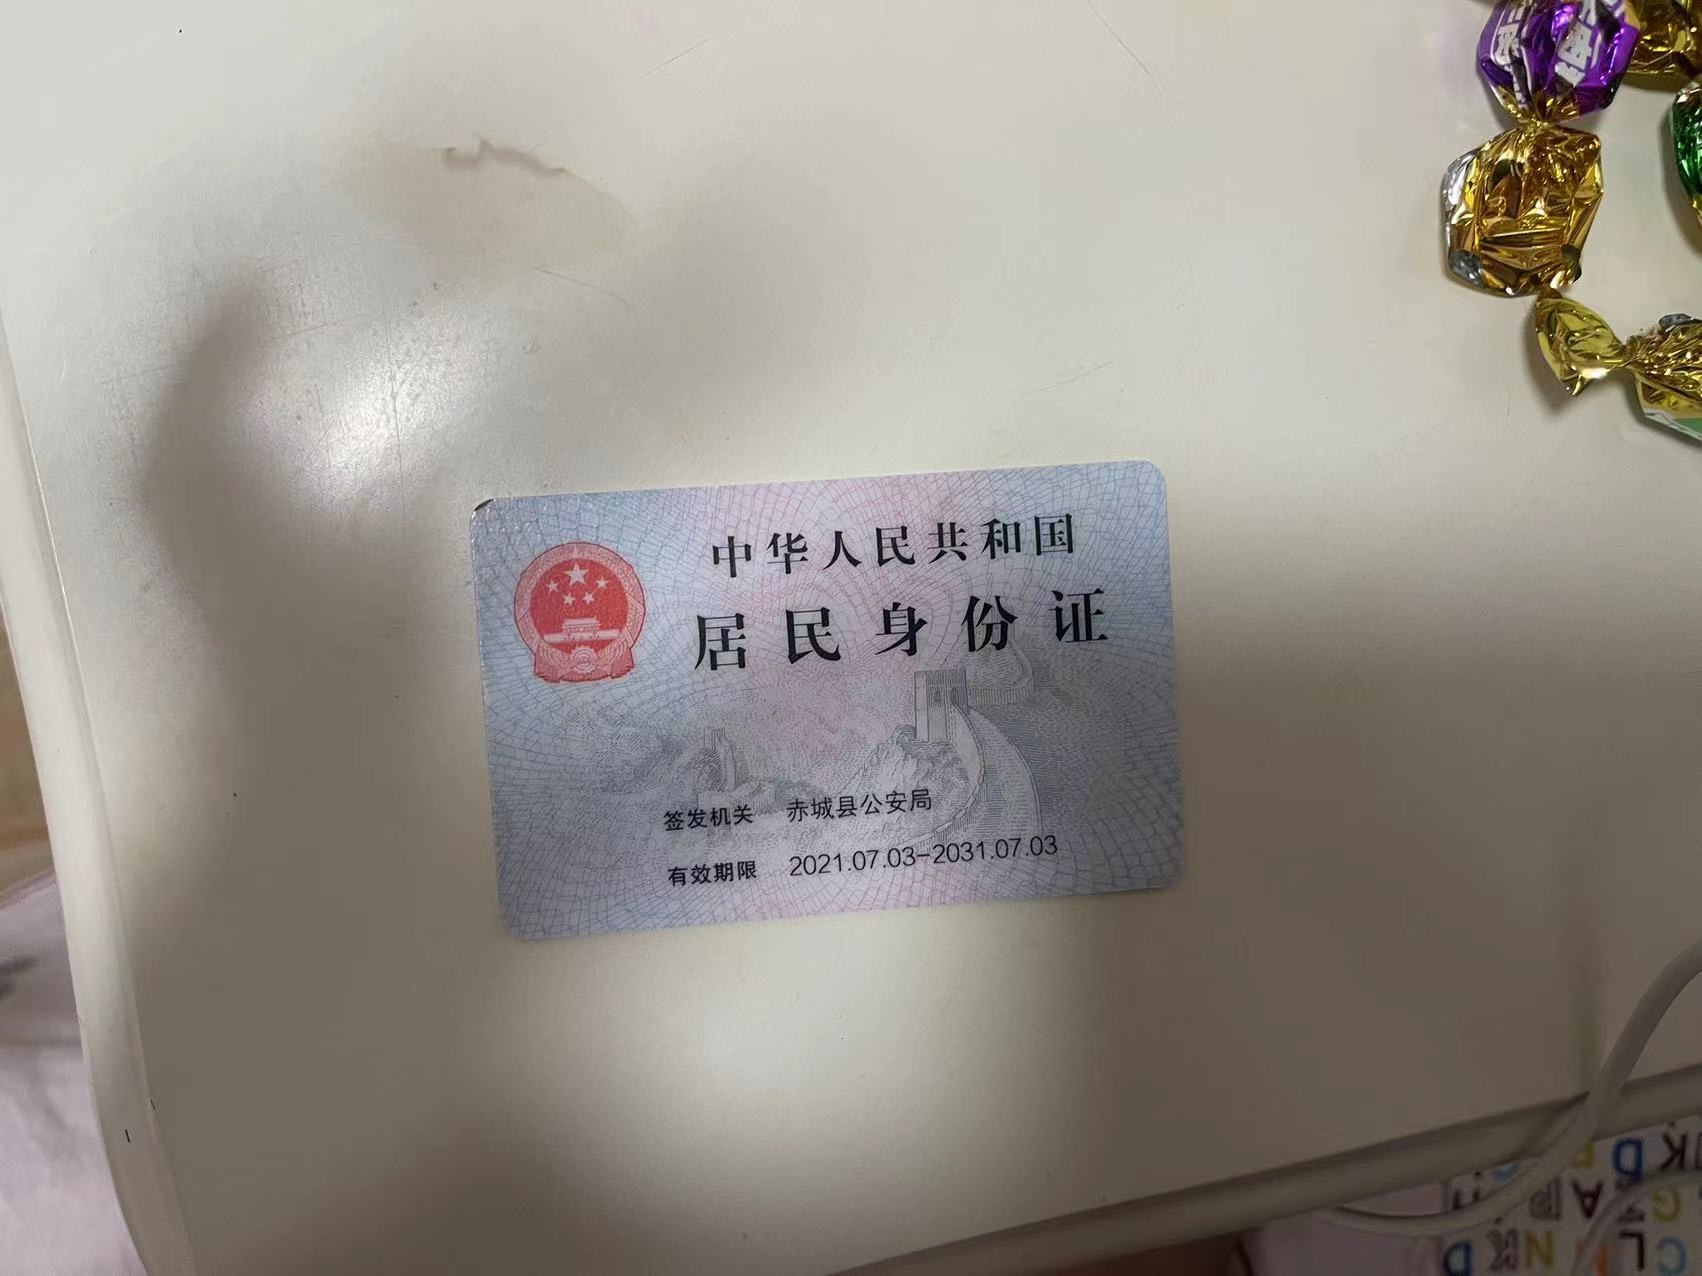 中华人民共和国
居民身份证
签发机关 赤城县公安局
有效期限 2021.07.03-2031.07.03